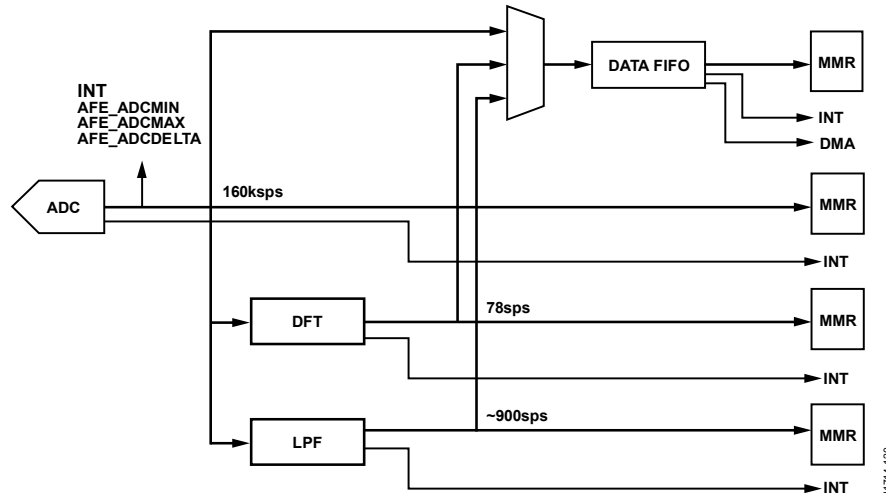 DATA FIFO
MMR
INT
DMA
INT
AFE_ADCMIN
AFE_ADCMAX
AFE_ADCDELTA
160ksps
ADC
MMR
INT
DFT
78sps
MMR
INT
LPF
~900sps
MMR
INT